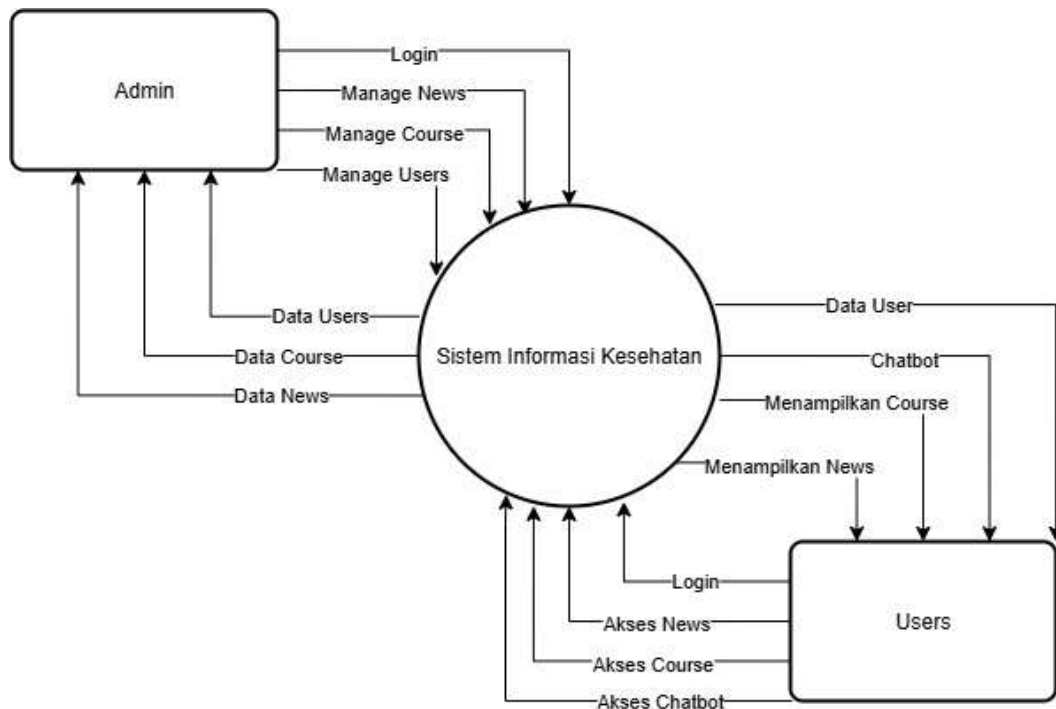 Login
Admin
Manage News
Manage Course
Manage Users
Data Users
Data User
Sistem Informasi Kesehatan
Data Course
Chatbot
Data News
Menampilkan Course
Menampilkan News
Login
Akses News
Users
Akses Course
Akses Chatbot